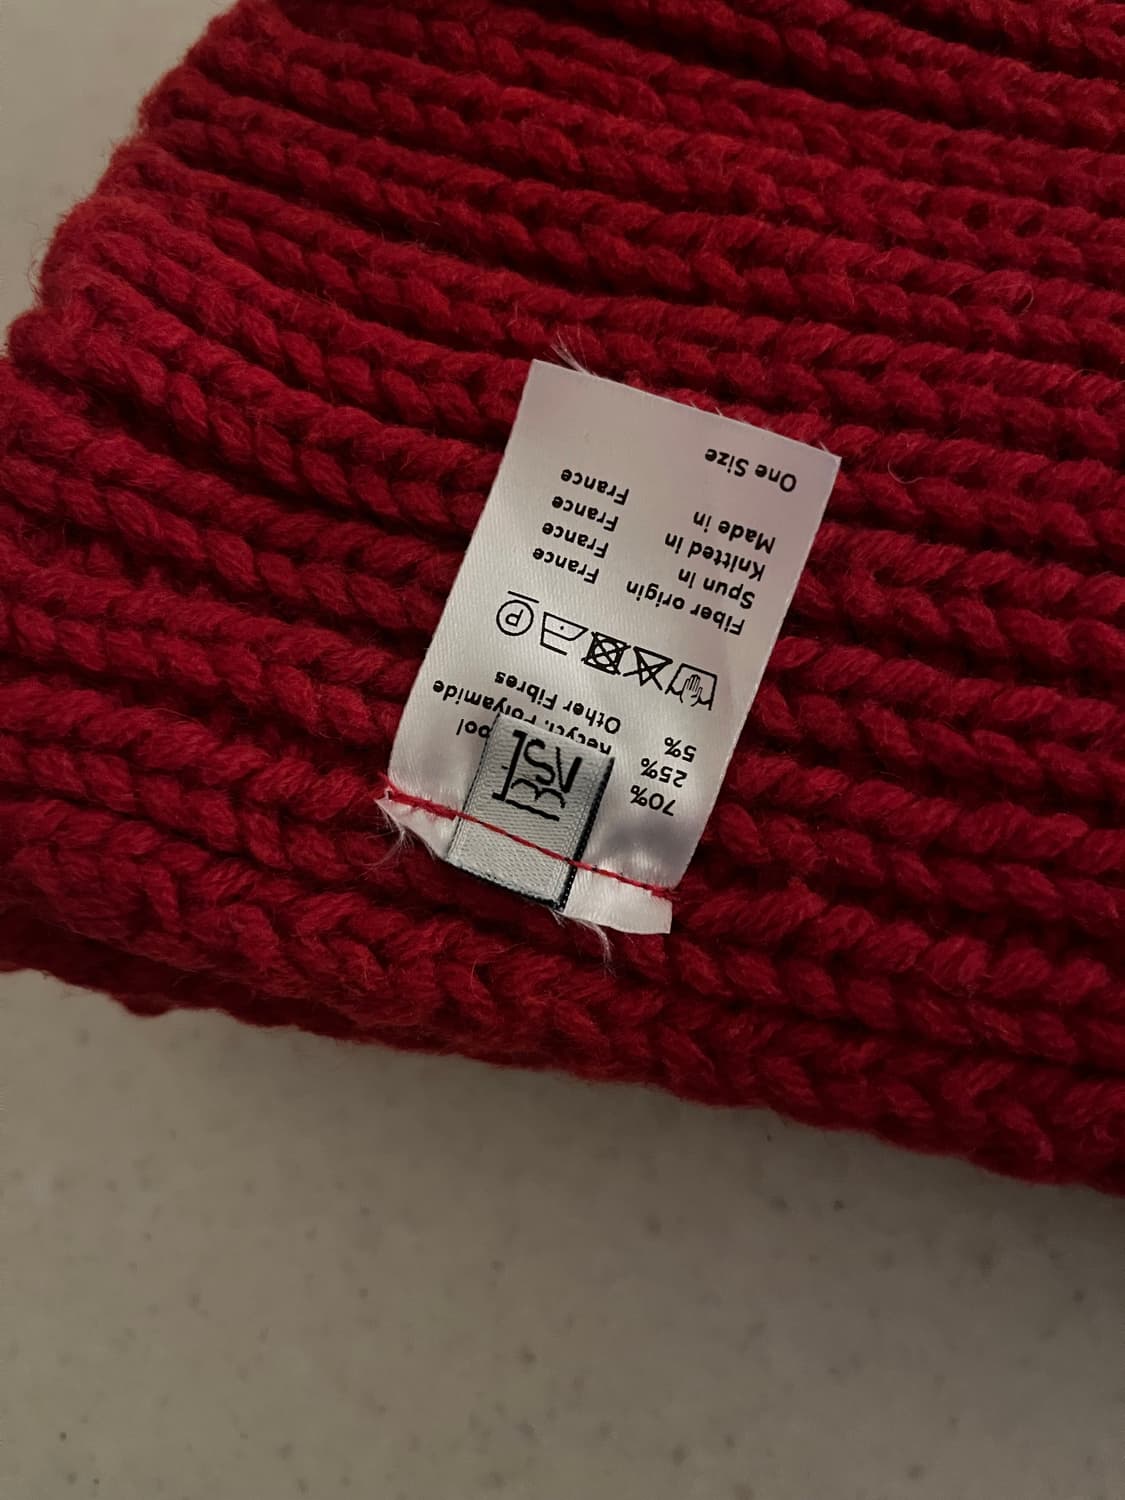 70%
25% Recycl. Polyamide
5% Other Fibres
Fiber origin France
Spun in France
Knitted in France
Made in France
One Size